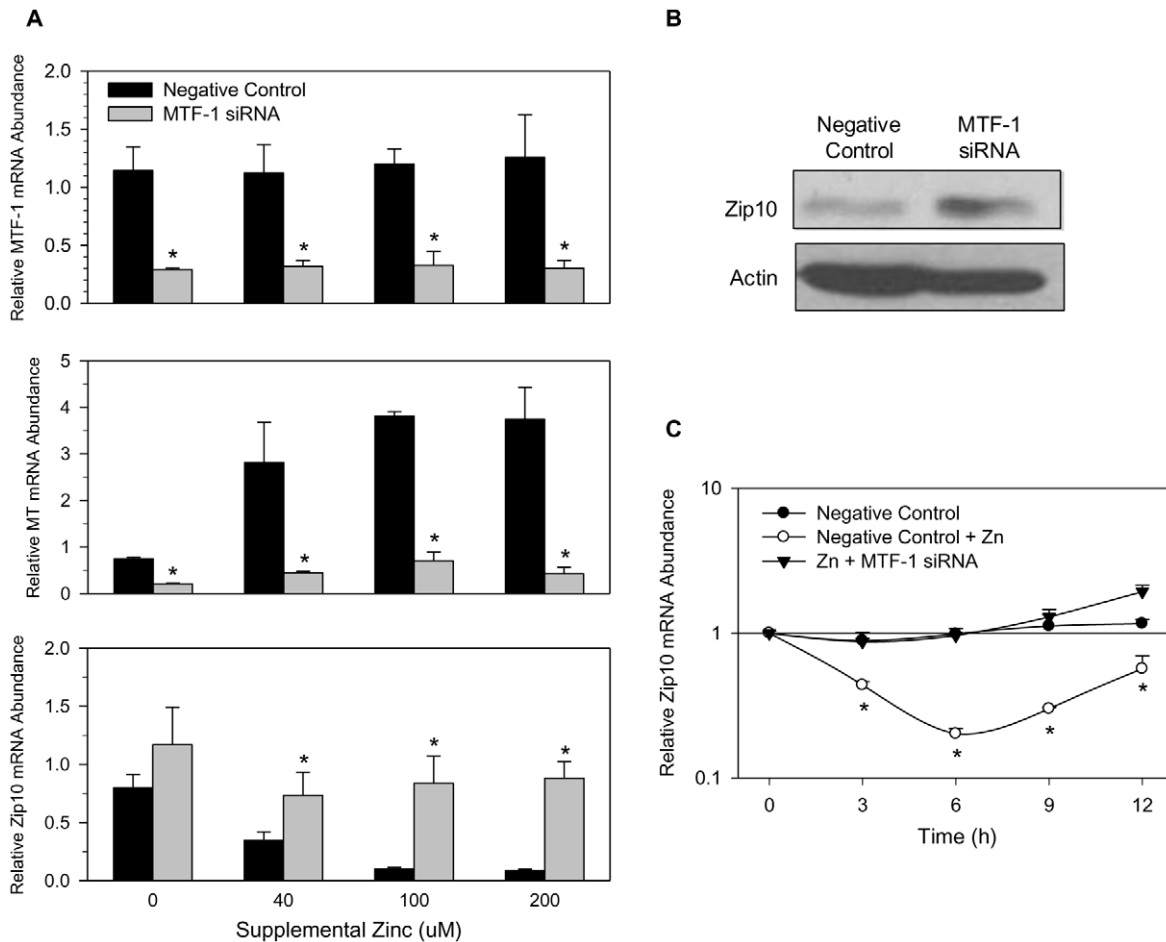 A
Relative MTF-1 mRNA Abundance
2.0
1.5
1.0
0.5
0.0
Negative Control
MTF-1 siRNA
*
*
*
*
Relative MT mRNA Abundance
5
4
3
2
1
0
*
*
*
*
Relative Zip10 mRNA Abundance
2.0
1.5
1.0
0.5
0.0
*
*
*
0
40
100
200
Supplemental Zinc (uM)
B
Negative
Control
MTF-1
siRNA
Zip10
Actin
C
Relative Zip10 mRNA Abundance
10
1
0.1
Negative Control
Negative Control + Zn
Zn + MTF-1 siRNA
*
*
*
*
0
3
6
9
12
Time (h)